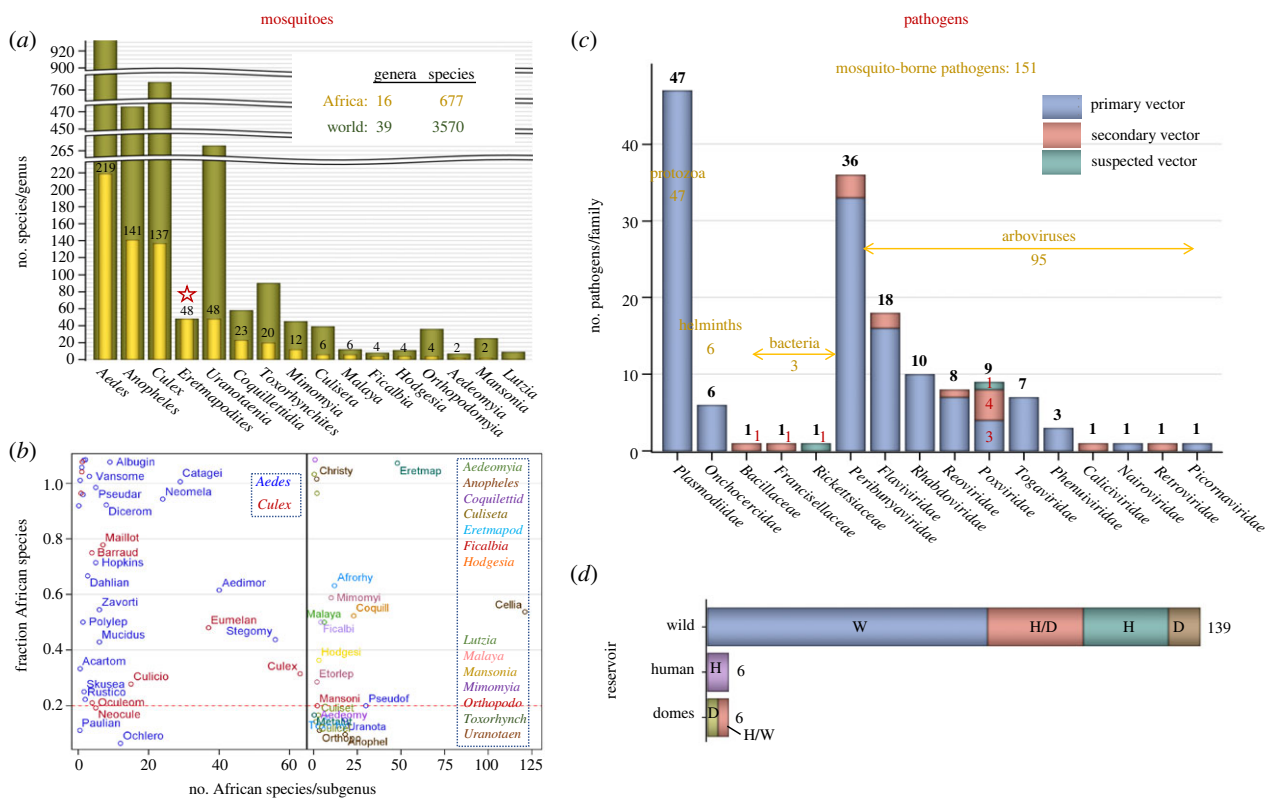 mosquitoes
pathogens
(a)
920
900
760
600
470
450
265
220
200
180
160
140
120
100
80
60
40
20
0
no. species/genus
genera species
Africa: 16 677
world: 39 3570
219
141
137
48
48
23
20
12
6
6
4
4
4
2
2
Aedes
Anopheles
Culex
Eretmapodites
Uranotaenia
Coquillettidia
Toxorhynchites
Mimomyia
Culiseta
Malaya
Ficalbia
Hodgesia
Orthopodomyia
Aedeomyia
Mansonia
Lutzia
(b)
1.0
0.8
0.6
0.4
0.2
fraction African species
Albugin
Vansome
Catagei
Pseudar
Neomela
Dicerom
Maillot
Barraud
Hopkins
Dahlian
Aedimor
Zavorti
Polylep
Eumelan
Mucidus
Stegomy
Acartom
Culex
Skusea
Culicio
Rustico
Oculeom
Neocule
Paulian
Ochlero
Aedes
Culex
Christy
Eretmap
Afrorhy
Mimomyi
Cellia
Malaya
Coquill
Ficalbi
Hodgesi
Etorlep
Mansoni
Pseudof
Culiset
Aedeomy
Uranota
Orthopo
Anophel
Aedeomyia
Anopheles
Coquilettid
Culiseta
Eretmapod
Ficalbia
Hodgesia
Lutzia
Malaya
Mansonia
Mimomyia
Orthopodo
Toxorhynch
Uranotaen
0
20
40
60
0
25
50
75
100
125
no. African species/subgenus
(c)
mosquito-borne pathogens: 151
primary vector
secondary vector
suspected vector
no. pathogens/family
40
30
20
10
0
47
protozoa
47
helminths
6
6
bacteria
3
1
1
1
1
1
1
36
arboviruses
95
18
10
8
9
1
4
3
7
3
1
1
1
1
Plasmodiidae
Onchocercidae
Bacillaceae
Francisellaceae
Rickettsiaceae
Peribunyaviridae
Flaviviridae
Rhabdoviridae
Reoviridae
Poxviridae
Togaviridae
Phenuiviridae
Caliciviridae
Nairoviridae
Retroviridae
Picornaviridae
(d)
reservoir
wild
W
H/D
H
D
139
human
H
6
domes
D
6
H/W